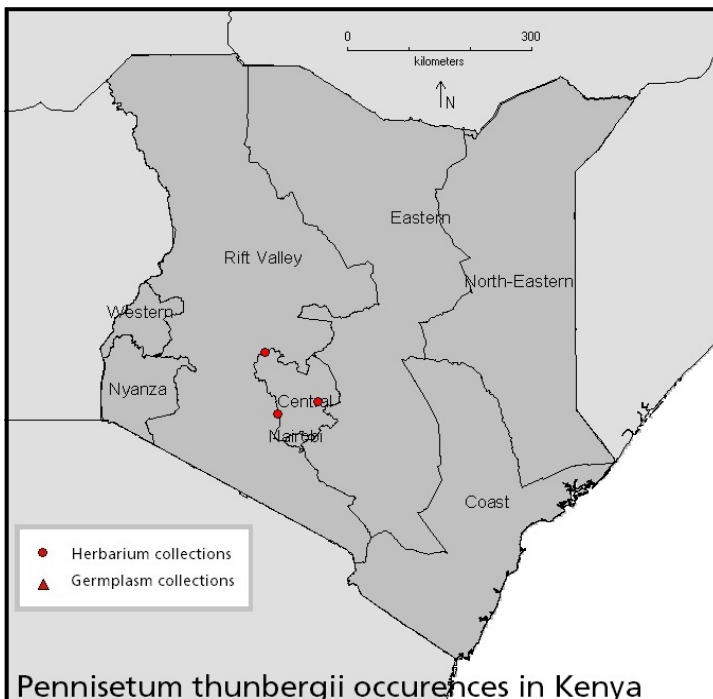 0 300
kilometers
N
Eastern
Rift Valley
North-Eastern
Western
Nyanza
Central
Nairobi
Coast
Herbarium collections
Germplasm collections
Pennisetum thunbergii occurences in Kenya